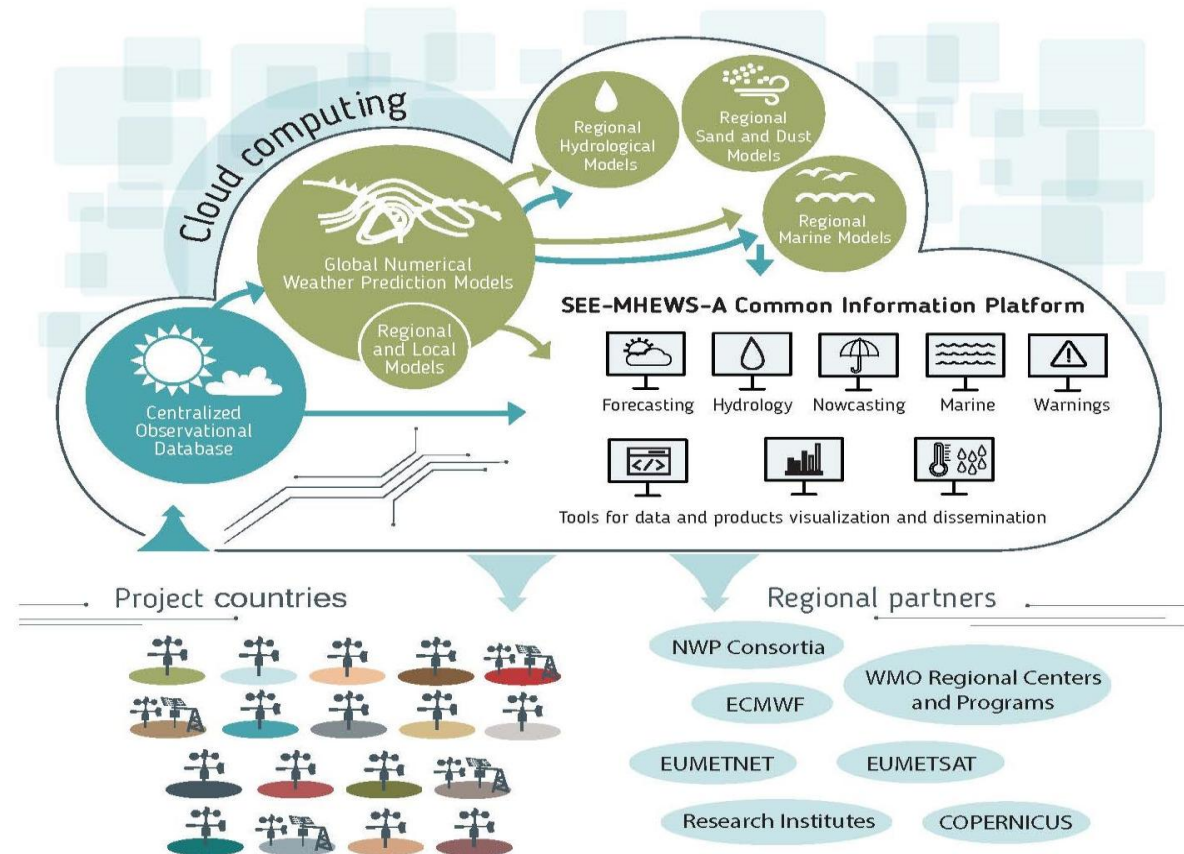 Cloud computing
Regional
Hydrological
Models
Regional
Sand and Dust
Models
Regional
Marine Models
Global Numerical
Weather Prediction Models
Regional
and Local
Models
Centralized
Observational
Database
SEE-MHEWS-A Common Information Platform
Forecasting
Hydrology
Nowcasting
Marine
Warnings
</>
Tools for data and products visualization and dissemination
Project countries
Regional partners
NWP Consortia
WMO Regional Centers
and Programs
ECMWF
EUMETNET
EUMETSAT
Research Institutes
COPERNICUS